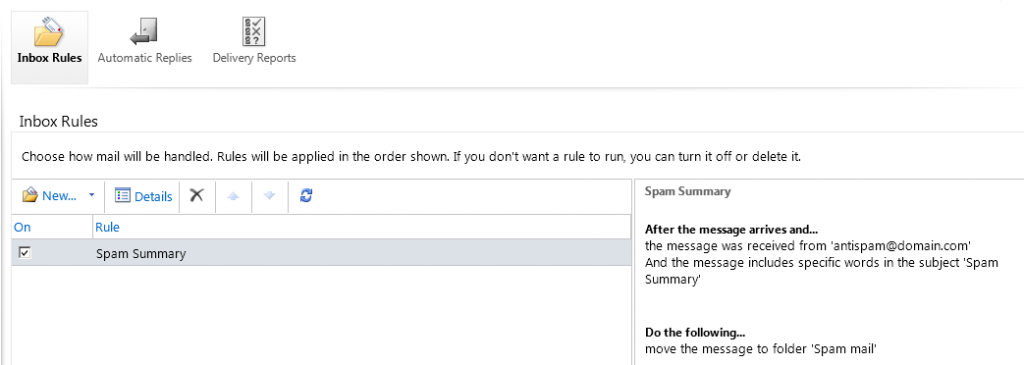 Inbox Rules
Automatic Replies
Delivery Reports
Inbox Rules
Choose how mail will be handled. Rules will be applied in the order shown. If you don't want a rule to run, you can turn it off or delete it.
New...
Details
On
Rule
Spam Summary
Spam Summary
After the message arrives and...
the message was received from 'antispam@domain.com'
And the message includes specific words in the subject 'Spam
Summary'
Do the following...
move the message to folder 'Spam mail'